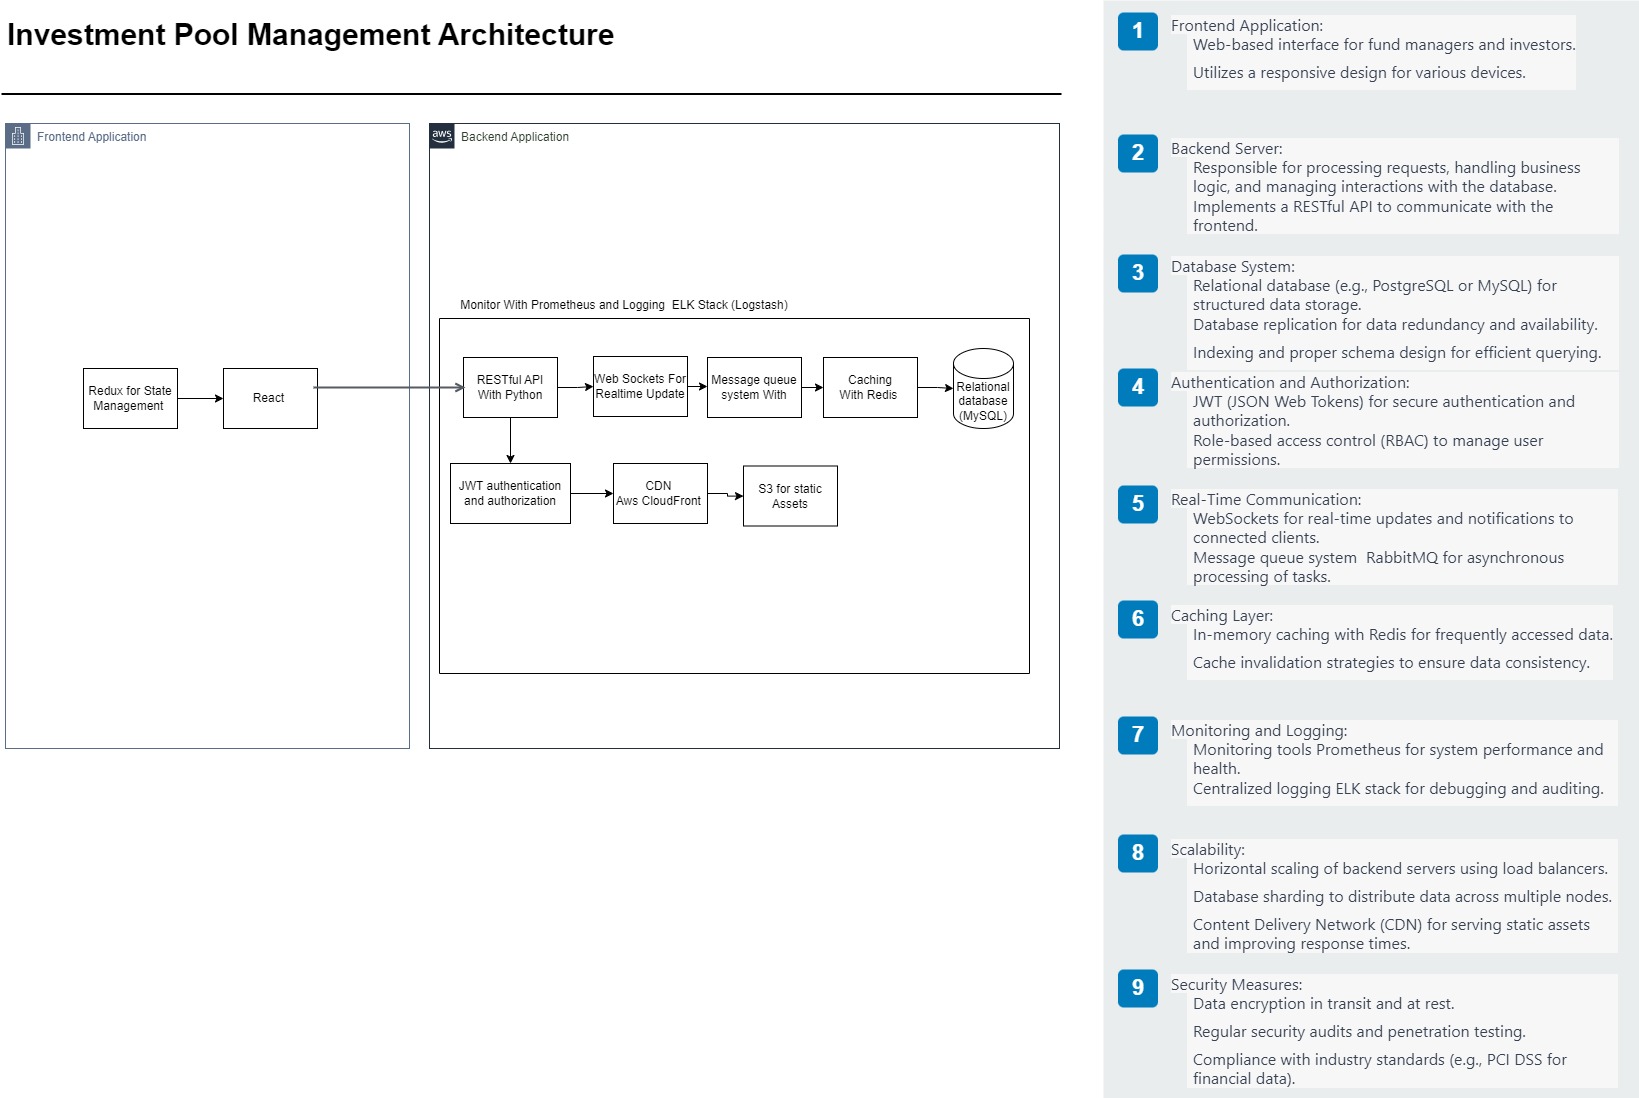 Investment Pool Management Architecture
Frontend Application
aws
Backend Application
Monitor With Prometheus and Logging  ELK Stack (Logstash)
Redux for State
Management
React
RESTful API
With Python
Web Sockets For
Realtime Update
Message queue
system With
Caching
With Redis
Relational
database
(MySQL)
JWT authentication
and authorization
CDN
Aws CloudFront
S3 for static
Assets
1
Frontend Application:
Web-based interface for fund managers and investors.
Utilizes a responsive design for various devices.
2
Backend Server:
Responsible for processing requests, handling business
logic, and managing interactions with the database.
Implements a RESTful API to communicate with the
frontend.
3
Database System:
Relational database (e.g., PostgreSQL or MySQL) for
structured data storage.
Database replication for data redundancy and availability.
Indexing and proper schema design for efficient querying.
4
Authentication and Authorization:
JWT (JSON Web Tokens) for secure authentication and
authorization.
Role-based access control (RBAC) to manage user
permissions.
5
Real-Time Communication:
WebSockets for real-time updates and notifications to
connected clients.
Message queue system  RabbitMQ for asynchronous
processing of tasks.
6
Caching Layer:
In-memory caching with Redis for frequently accessed data.
Cache invalidation strategies to ensure data consistency.
7
Monitoring and Logging:
Monitoring tools Prometheus for system performance and
health.
Centralized logging ELK stack for debugging and auditing.
8
Scalability:
Horizontal scaling of backend servers using load balancers.
Database sharding to distribute data across multiple nodes.
Content Delivery Network (CDN) for serving static assets
and improving response times.
9
Security Measures:
Data encryption in transit and at rest.
Regular security audits and penetration testing.
Compliance with industry standards (e.g., PCI DSS for
financial data).